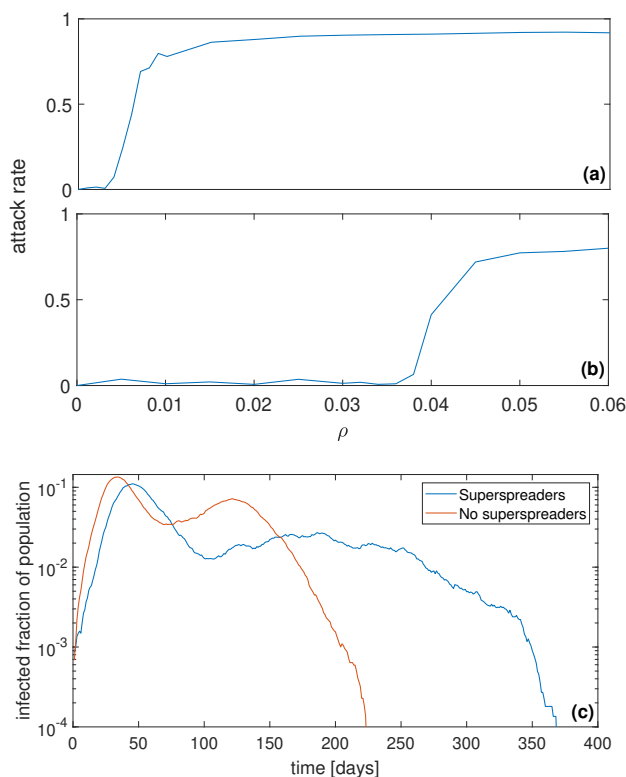 1
0.5
0
(a)
attack rate
1
0.5
0
(b)
0 0.01 0.02 0.03 0.04 0.05 0.06
ρ
infected fraction of population
10^-1
10^-2
10^-3
10^-4
Superspreaders
No superspreaders
(c)
0 50 100 150 200 250 300 350 400
time [days]